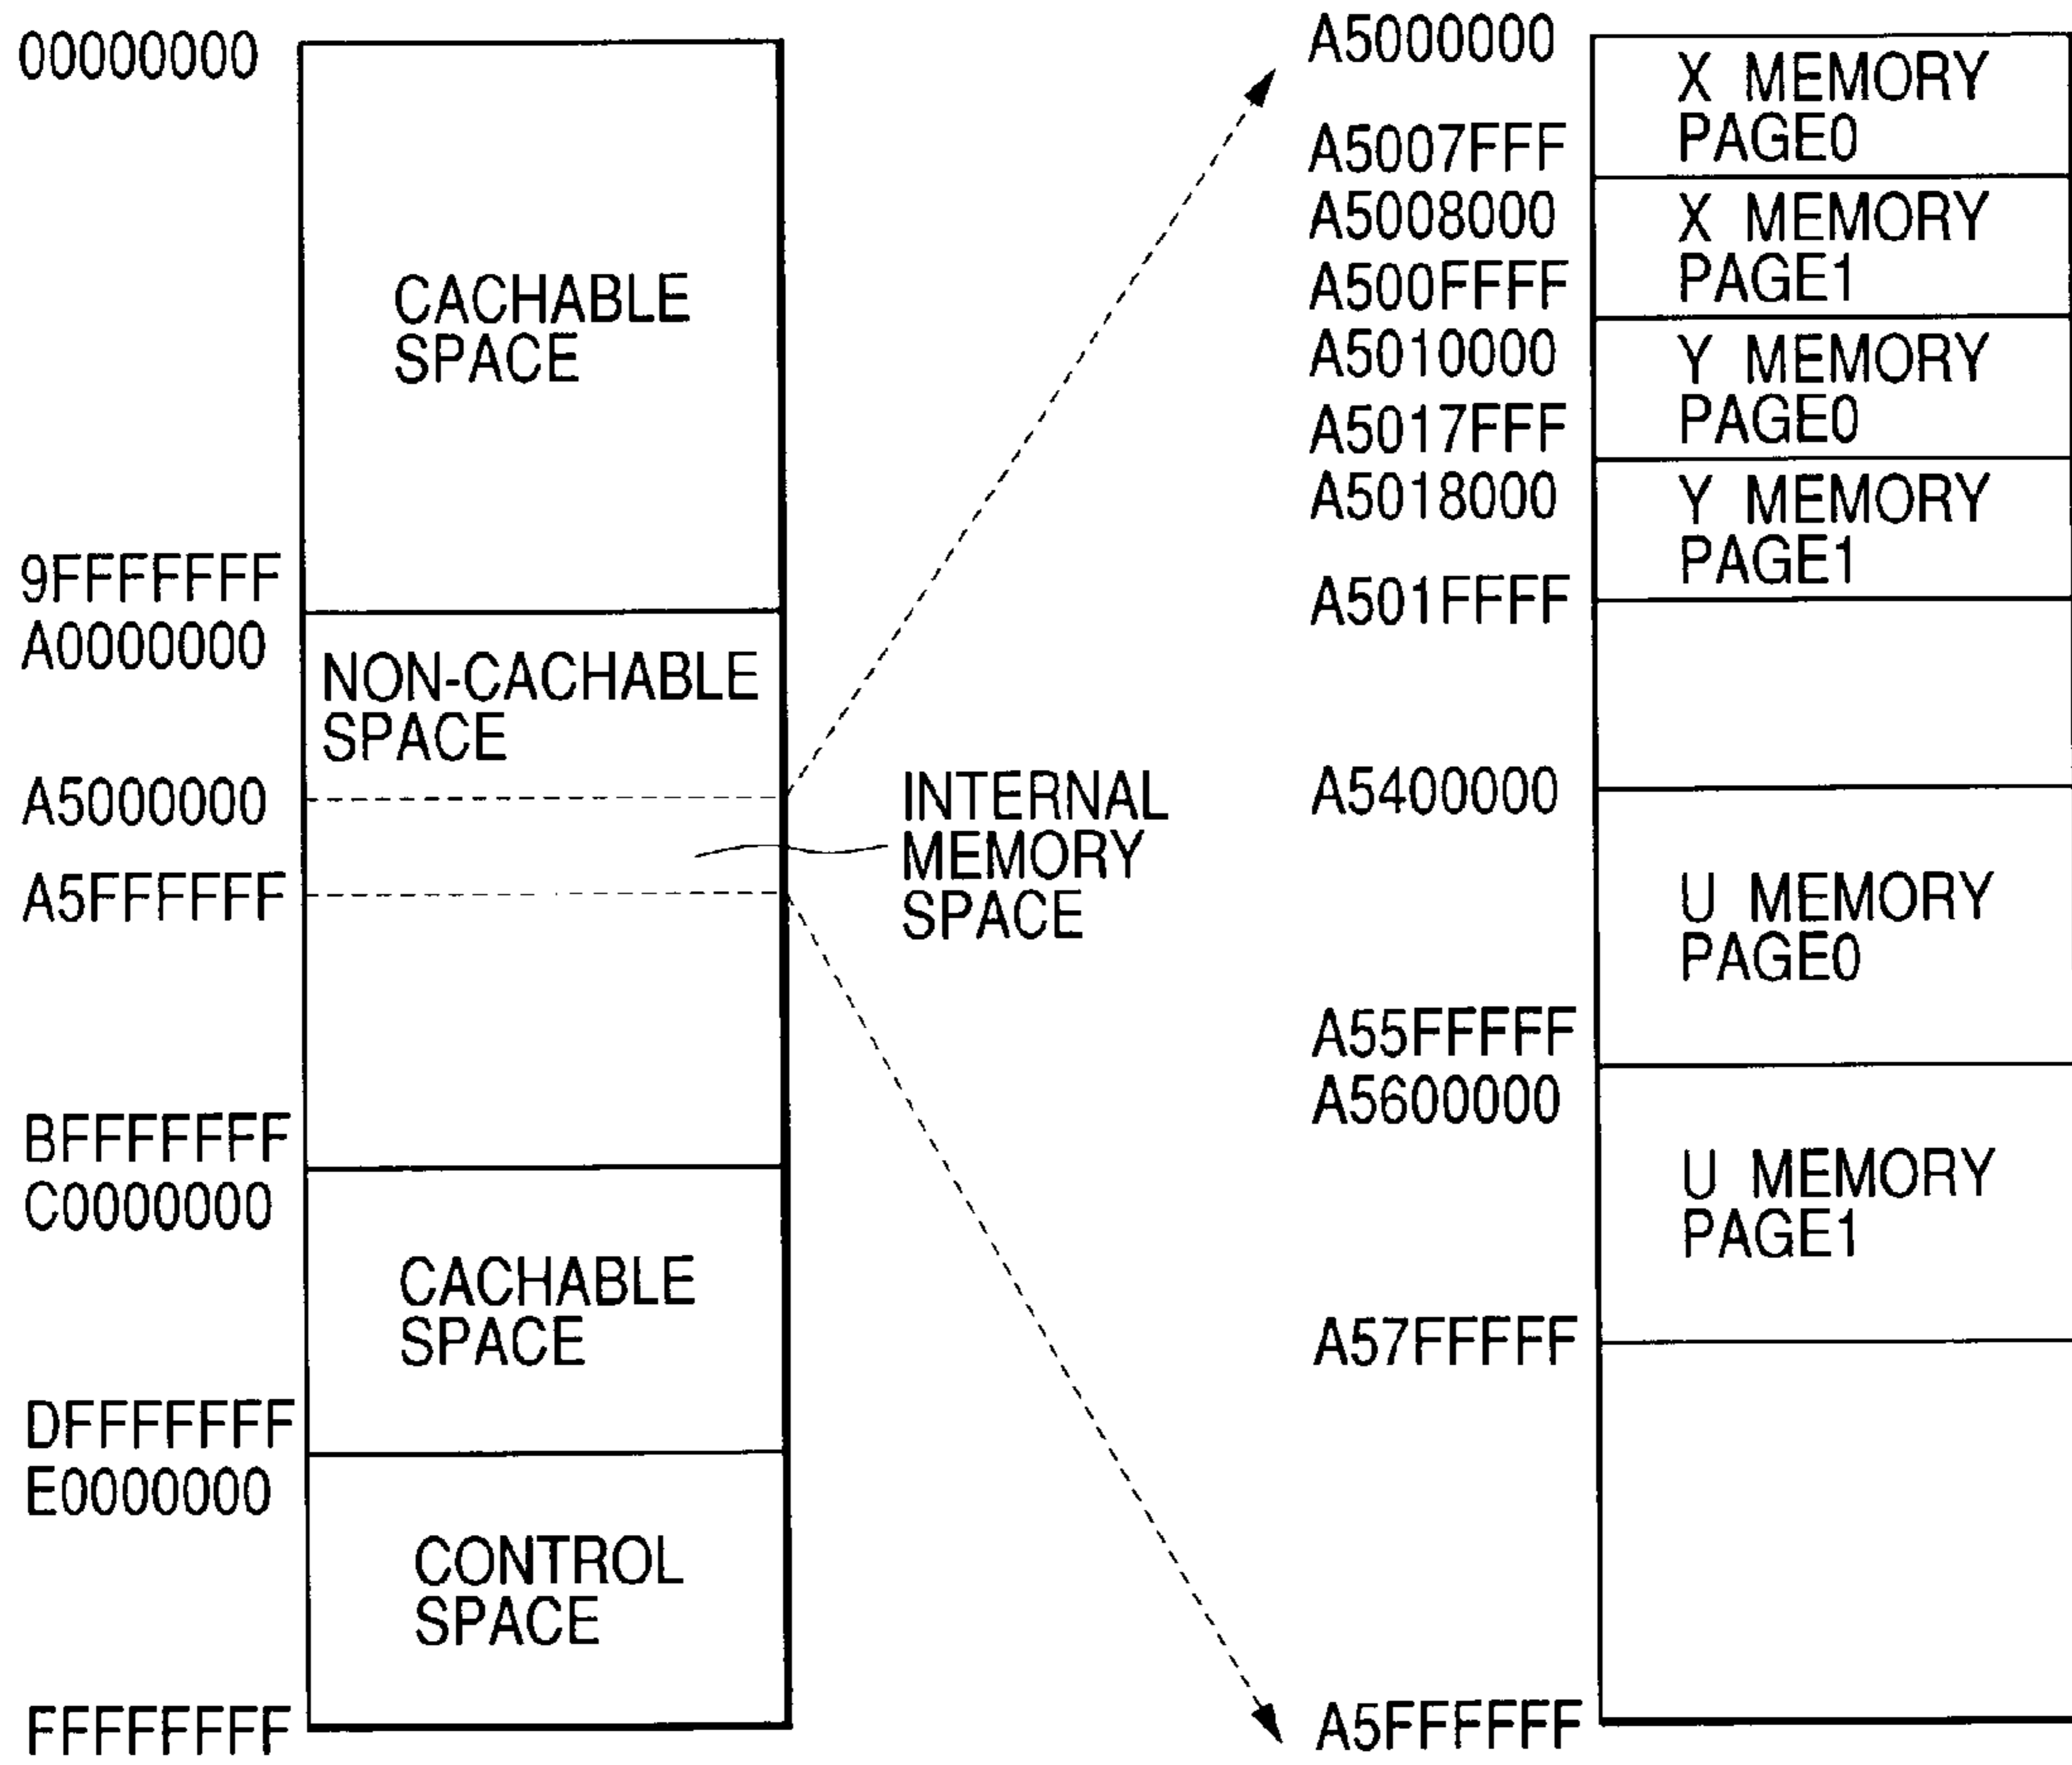 00000000
CACHABLE
SPACE
9FFFFFFF
A0000000
NON-CACHABLE
SPACE
A5000000
A5FFFFFF
INTERNAL
MEMORY
SPACE
BFFFFFFF
C0000000
CACHABLE
SPACE
DFFFFFFF
E0000000
CONTROL
SPACE
FFFFFFFF
A5000000
X MEMORY
PAGE0
A5007FFF
A5008000
X MEMORY
PAGE1
A500FFFF
A5010000
Y MEMORY
PAGE0
A5017FFF
A5018000
Y MEMORY
PAGE1
A501FFFF
A5400000
U MEMORY
PAGE0
A55FFFFF
A5600000
U MEMORY
PAGE1
A57FFFFF
A5FFFFFF